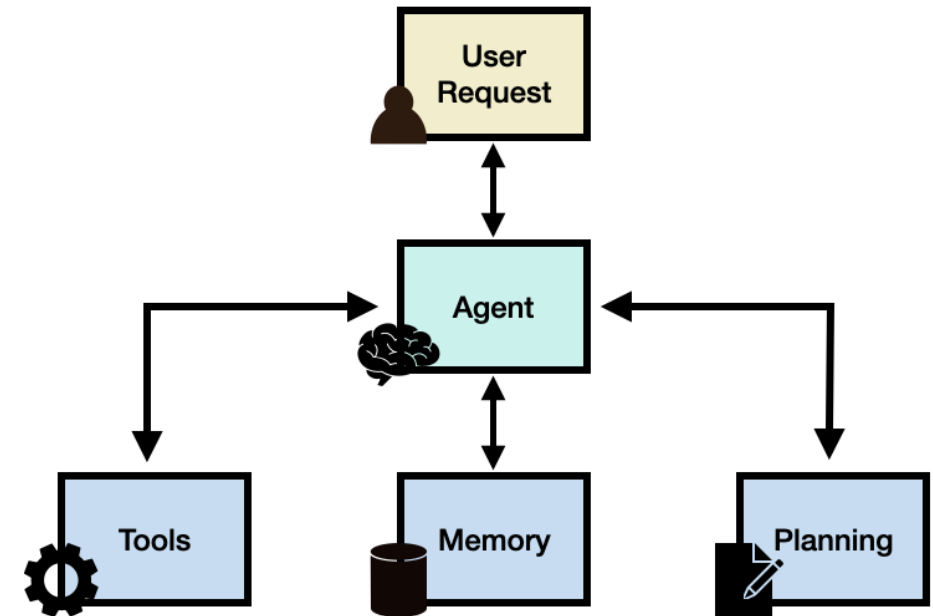 User
Request
Agent
Tools
Memory
Planning